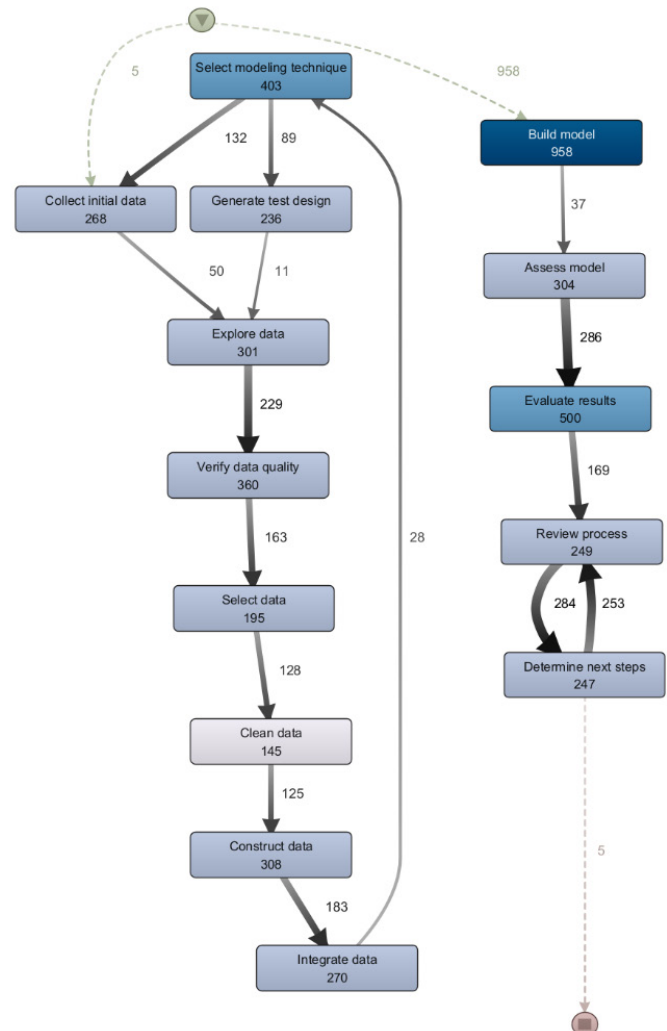 5
958
Select modeling technique
403
Build model
958
132
89
37
Collect initial data
268
Generate test design
236
Assess model
304
50
11
286
Explore data
301
Evaluate results
500
229
169
Verify data quality
360
Review process
249
163
28
284
253
Select data
195
Determine next steps
247
128
Clean data
145
125
Construct data
308
5
183
Integrate data
270